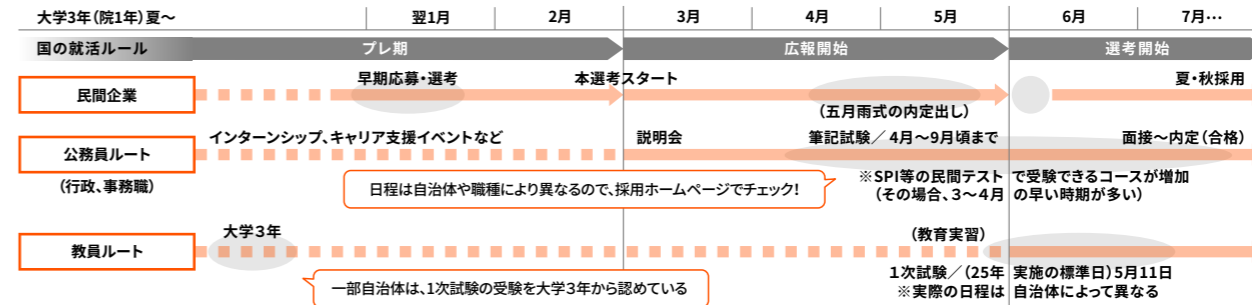 大学3年（院1年）夏〜
翌1月
2月
3月
4月
5月
6月
7月…
国の就活ルール
プレ期
広報開始
選考開始
民間企業
早期応募・選考
本選考スタート
（五月雨式の内定出し）
夏・秋採用
公務員ルート
（行政、事務職）
インターンシップ、キャリア支援イベントなど
説明会
筆記試験／4月〜9月頃まで
面接〜内定（合格）
日程は自治体や職種により異なるので、採用ホームページでチェック！
※SPI等の民間テストで受験できるコースが増加
（その場合、3〜4月の早い時期が多い）
教員ルート
大学3年
（教育実習）
一部自治体は、1次試験の受験を大学3年から認めている
1次試験／（25年実施の標準日）5月11日
※実際の日程は自治体によって異なる